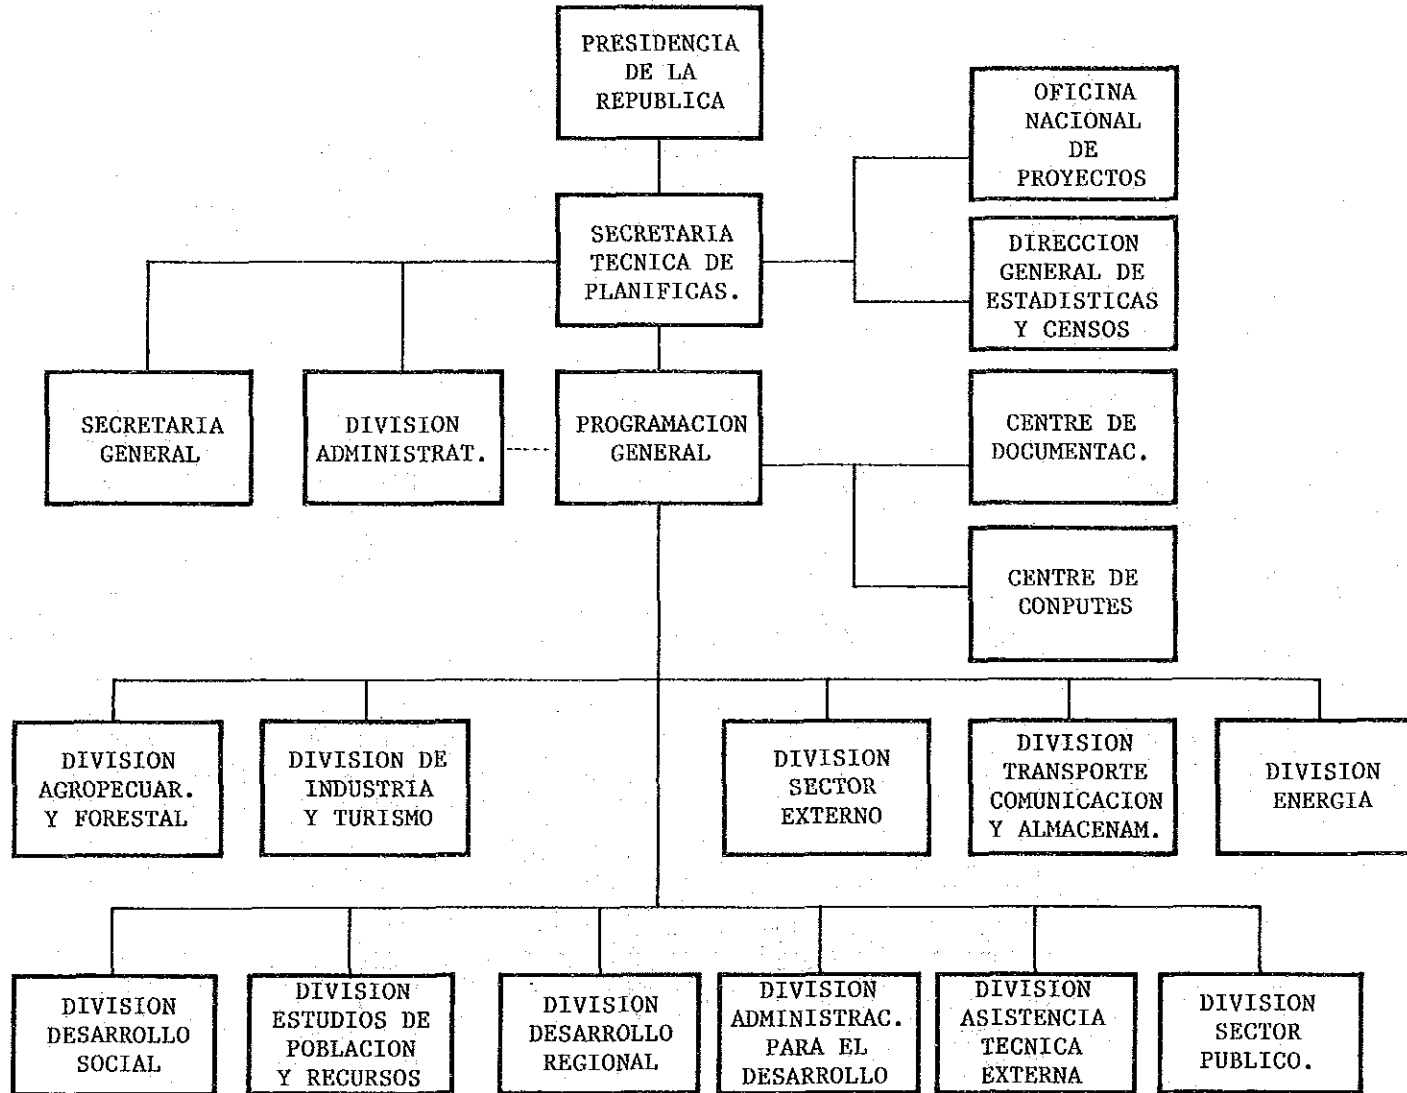 PRESIDENCIA
DE LA
REPUBLICA
OFICINA
NACIONAL
DE
PROYECTOS
SECRETARIA
TECNICA DE
PLANIFICAS.
DIRECCION
GENERAL DE
ESTADISTICAS
Y CENSOS
SECRETARIA
GENERAL
DIVISION
ADMINISTRAT.
PROGRAMACION
GENERAL
CENTRE DE
DOCUMENTAC.
CENTRE DE
CONPUTES
DIVISION
AGROPECUAR.
Y FORESTAL
DIVISION DE
INDUSTRIA
Y TURISMO
DIVISION
SECTOR
EXTERNO
DIVISION
TRANSPORTE
COMUNICACION
Y ALMACENAM.
DIVISION
ENERGIA
DIVISION
DESARROLLO
SOCIAL
DIVISION
ESTUDIOS DE
POBLACION
Y RECURSOS
DIVISION
DESARROLLO
REGIONAL
DIVISION
ADMINISTRAC.
PARA EL
DESARROLLO
DIVISION
ASISTENCIA
TECNICA
EXTERNA
DIVISION
SECTOR
PUBLICO.